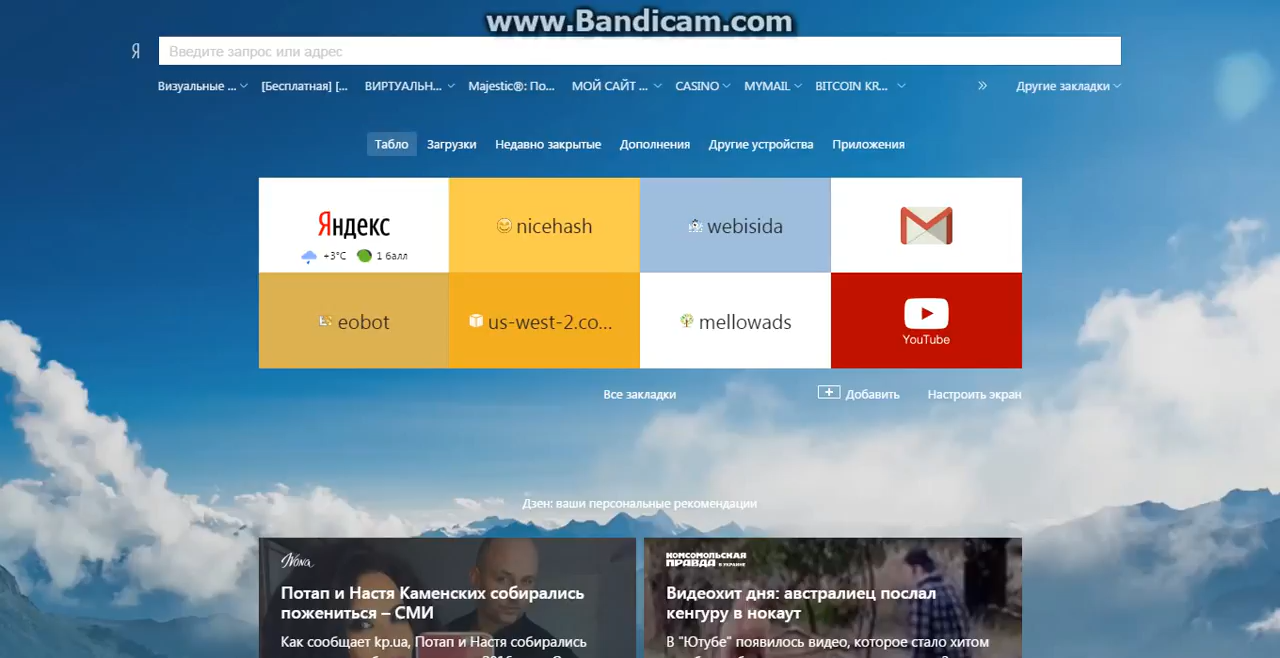 www.Bandicam.com
Я Введите запрос или адрес
Визуальные ... [Бесплатная] [... ВИРТУАЛЬН... Majestic®: По... МОЙ САЙТ ... CASINO MYMAIL BITCOIN KR... » Другие закладки
Табло Загрузки Недавно закрытые Дополнения Другие устройства Приложения
Яндекс
+3°C 1 балл
nicehash
webisida
eobot
us-west-2.co...
mellowads
YouTube
Все закладки Добавить Настроить экран
Дзен: ваши персональные рекомендации
Ivona
Потап и Настя Каменских собирались
пожениться – СМИ
Как сообщает kp.ua, Потап и Настя собирались
КОМСОМОЛЬСКАЯ
ПРАВДА В УКРАИНЕ
Видеохит дня: австралиец послал
кенгуру в нокаут
В "Ютубе" появилось видео, которое стало хитом